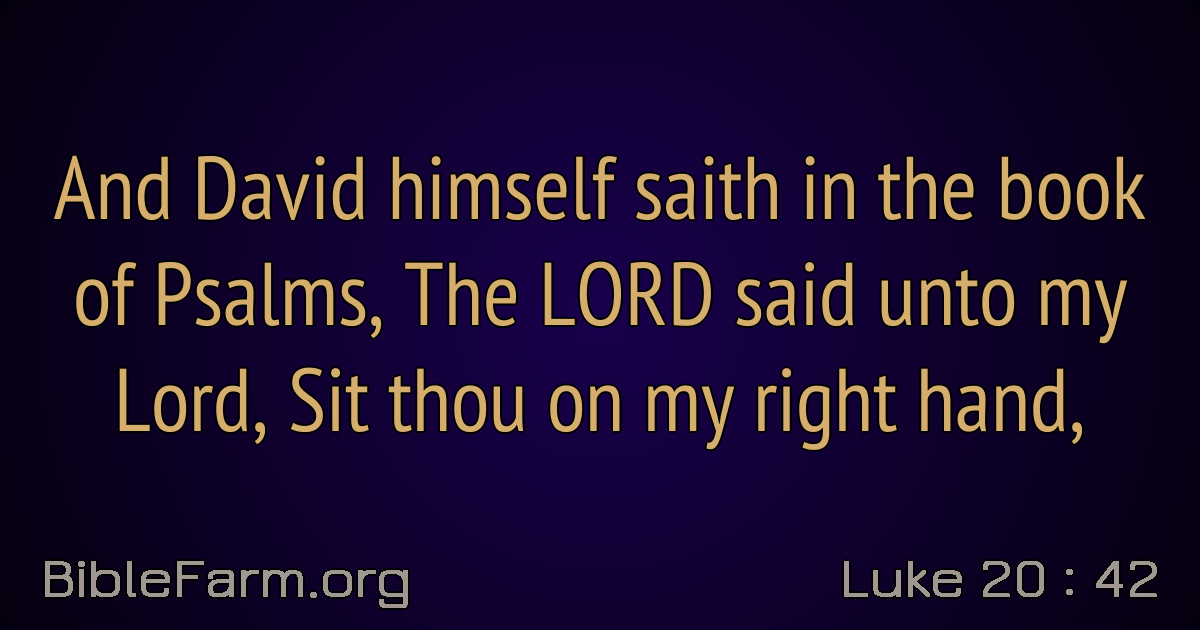 And David himself saith in the book
of Psalms, The LORD said unto my
Lord, Sit thou on my right hand,
BibleFarm.org
Luke 20 : 42